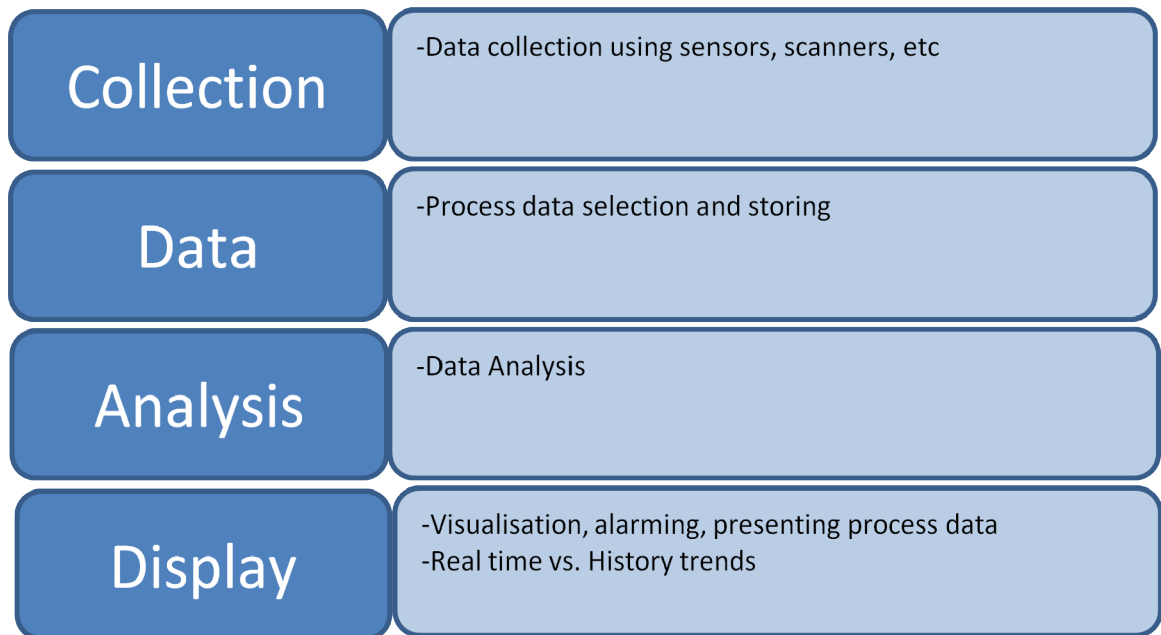 Collection
-Data collection using sensors, scanners, etc
Data
-Process data selection and storing
Analysis
-Data Analysis
Display
-Visualisation, alarming, presenting process data
-Real time vs. History trends